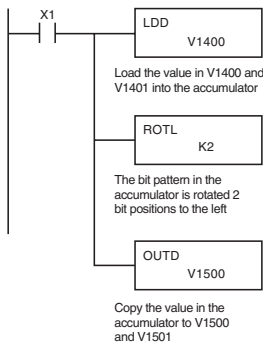 X1
LDD
V1400
Load the value in V1400 and
V1401 into the accumulator
ROTL
K2
The bit pattern in the
accumulator is rotated 2
bit positions to the left
OUTD
V1500
Copy the value in the
accumulator to V1500
and V1501